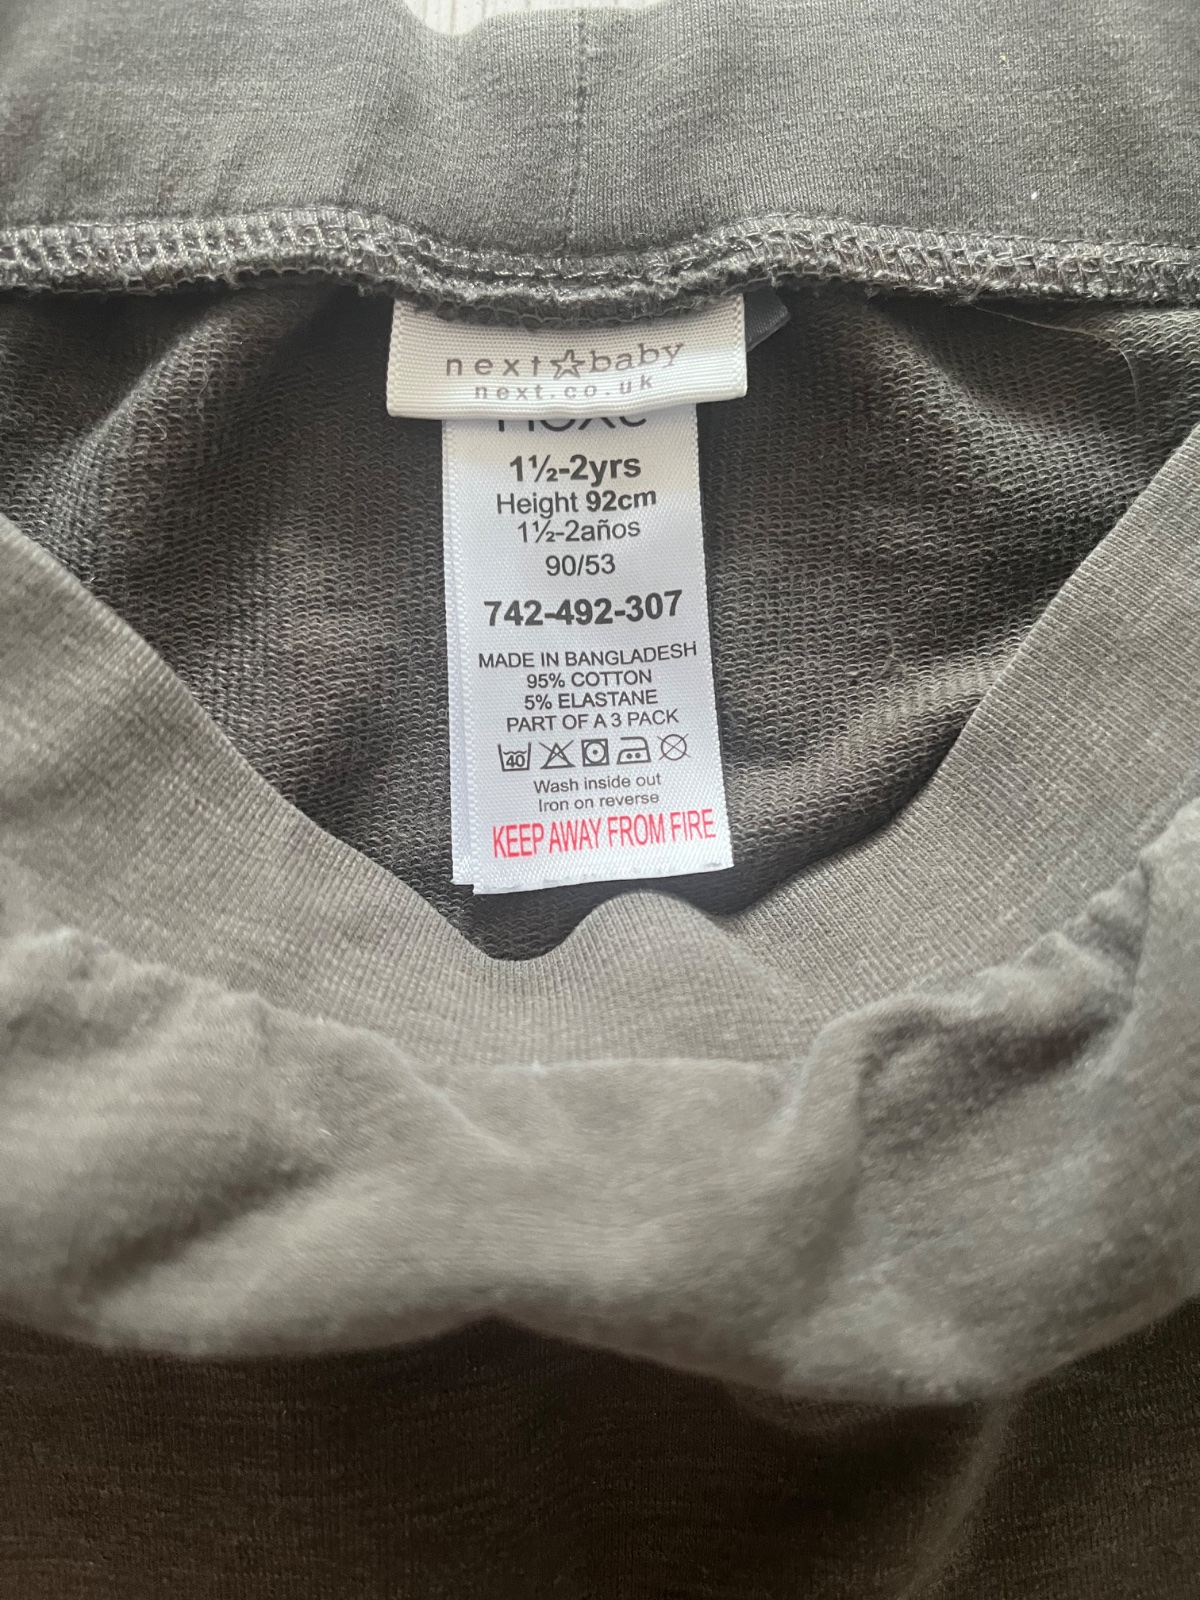 next☆baby
next.co.uk
1½-2yrs
Height 92cm
1½-2años
90/53
742-492-307
MADE IN BANGLADESH
95% COTTON
5% ELASTANE
PART OF A 3 PACK
40
Wash inside out
Iron on reverse
KEEP AWAY FROM FIRE